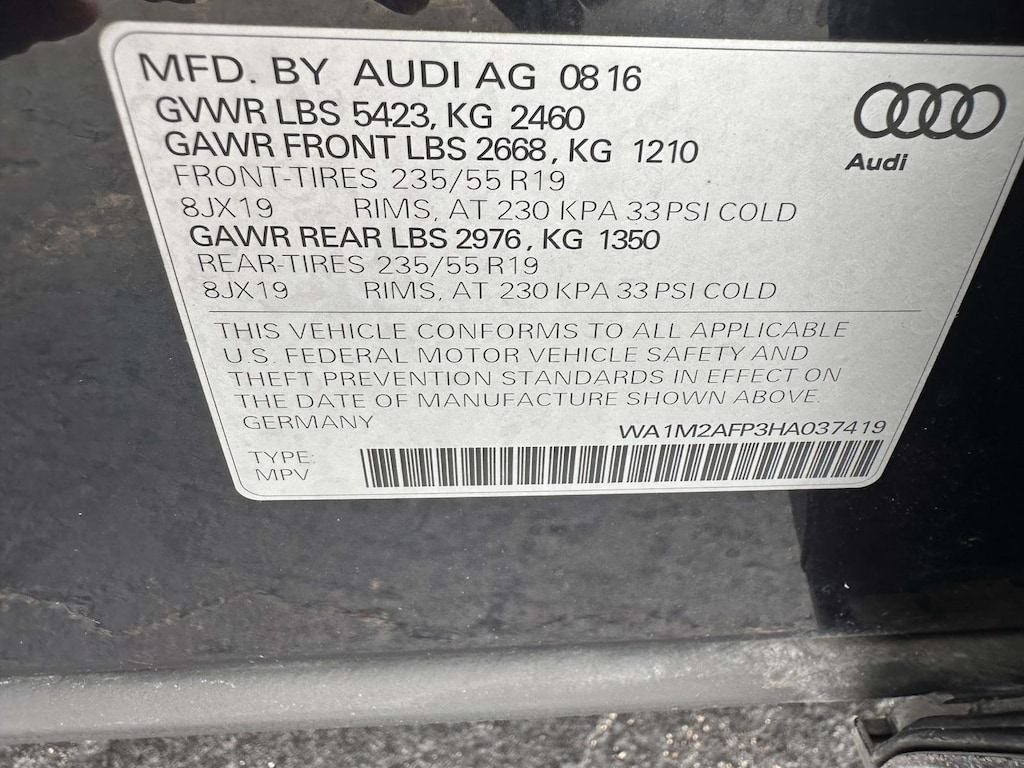 MFD. BY AUDI AG 08 16
GVWR LBS 5423, KG 2460
GAWR FRONT LBS 2668, KG 1210
FRONT-TIRES 235/55 R19
8JX19 RIMS, AT 230 KPA 33 PSI COLD
GAWR REAR LBS 2976, KG 1350
REAR-TIRES 235/55 R19
8JX19 RIMS, AT 230 KPA 33 PSI COLD
Audi
THIS VEHICLE CONFORMS TO ALL APPLICABLE
U.S. FEDERAL MOTOR VEHICLE SAFETY AND
THEFT PREVENTION STANDARDS IN EFFECT ON
THE DATE OF MANUFACTURE SHOWN ABOVE.
GERMANY
WA1M2AFP3HA037419
TYPE:
MPV